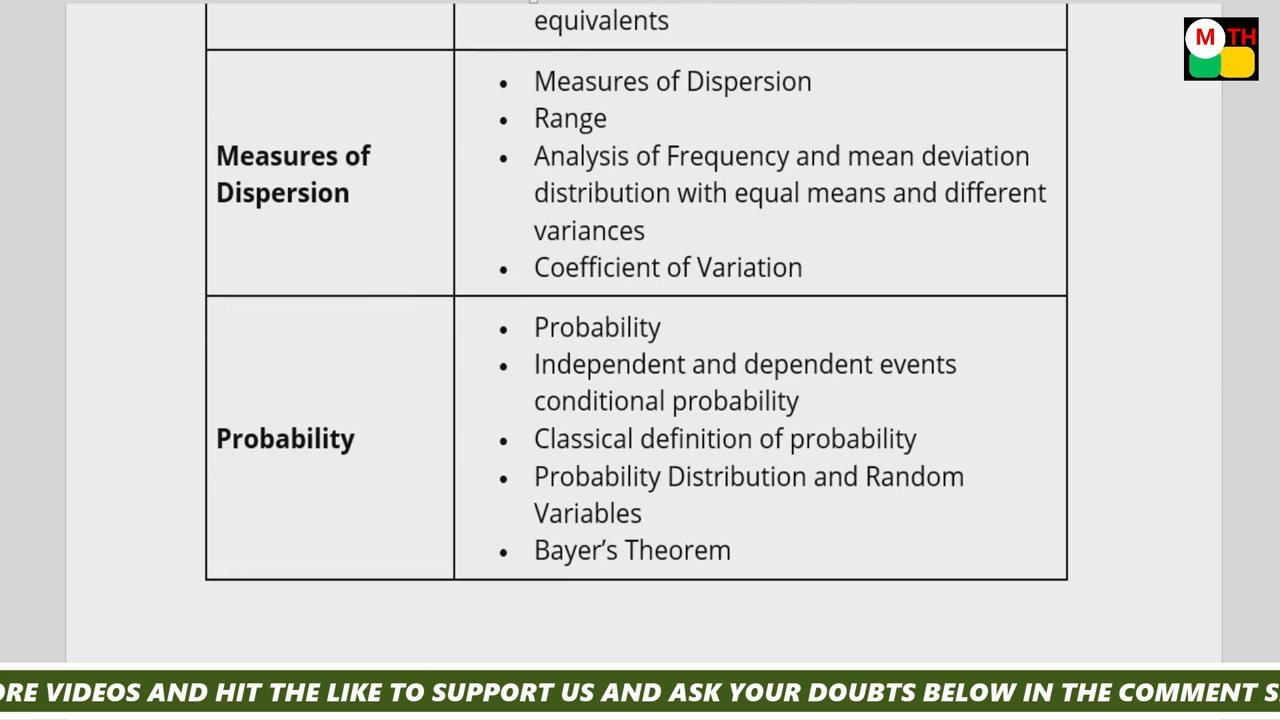 equivalents
M TH
• Measures of Dispersion
• Range
Measures of
Dispersion
• Analysis of Frequency and mean deviation
distribution with equal means and different
variances
• Coefficient of Variation
• Probability
• Independent and dependent events
conditional probability
Probability
• Classical definition of probability
• Probability Distribution and Random
Variables
• Bayer’s Theorem
ORE VIDEOS AND HIT THE LIKE TO SUPPORT US AND ASK YOUR DOUBTS BELOW IN THE COMMENT S